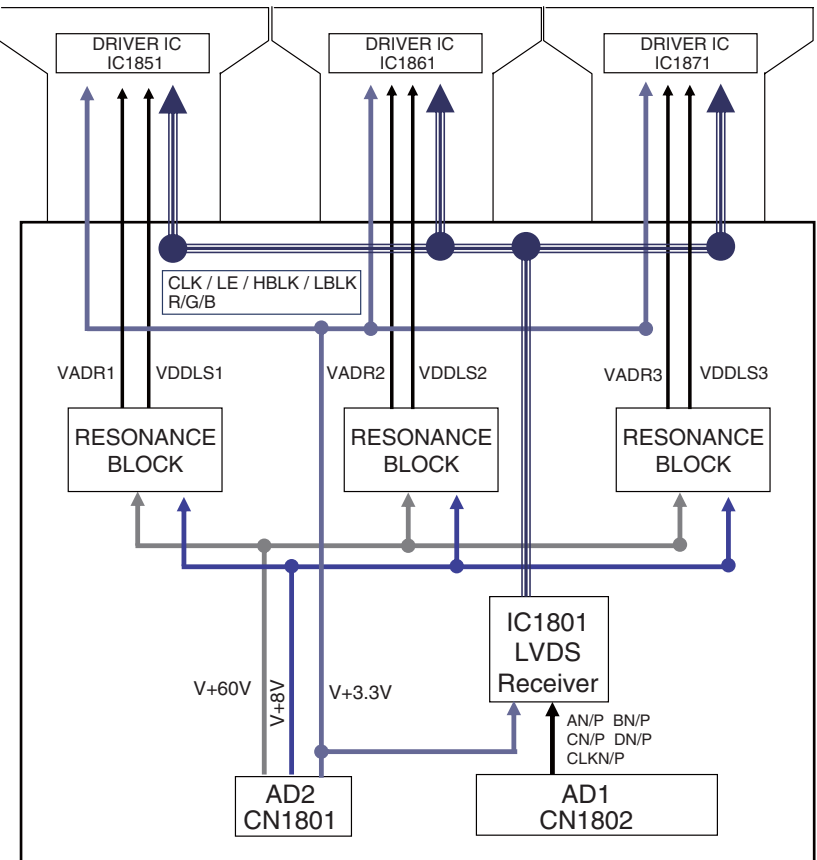 DRIVER IC
IC1851
DRIVER IC
IC1861
DRIVER IC
IC1871
CLK / LE / HBLK / LBLK
R/G/B
VADR1
VDDLS1
VADR2
VDDLS2
VADR3
VDDLS3
RESONANCE
BLOCK
RESONANCE
BLOCK
RESONANCE
BLOCK
IC1801
LVDS
Receiver
V+60V
V+8V
V+3.3V
AN/P BN/P
CN/P DN/P
CLKN/P
AD2
CN1801
AD1
CN1802